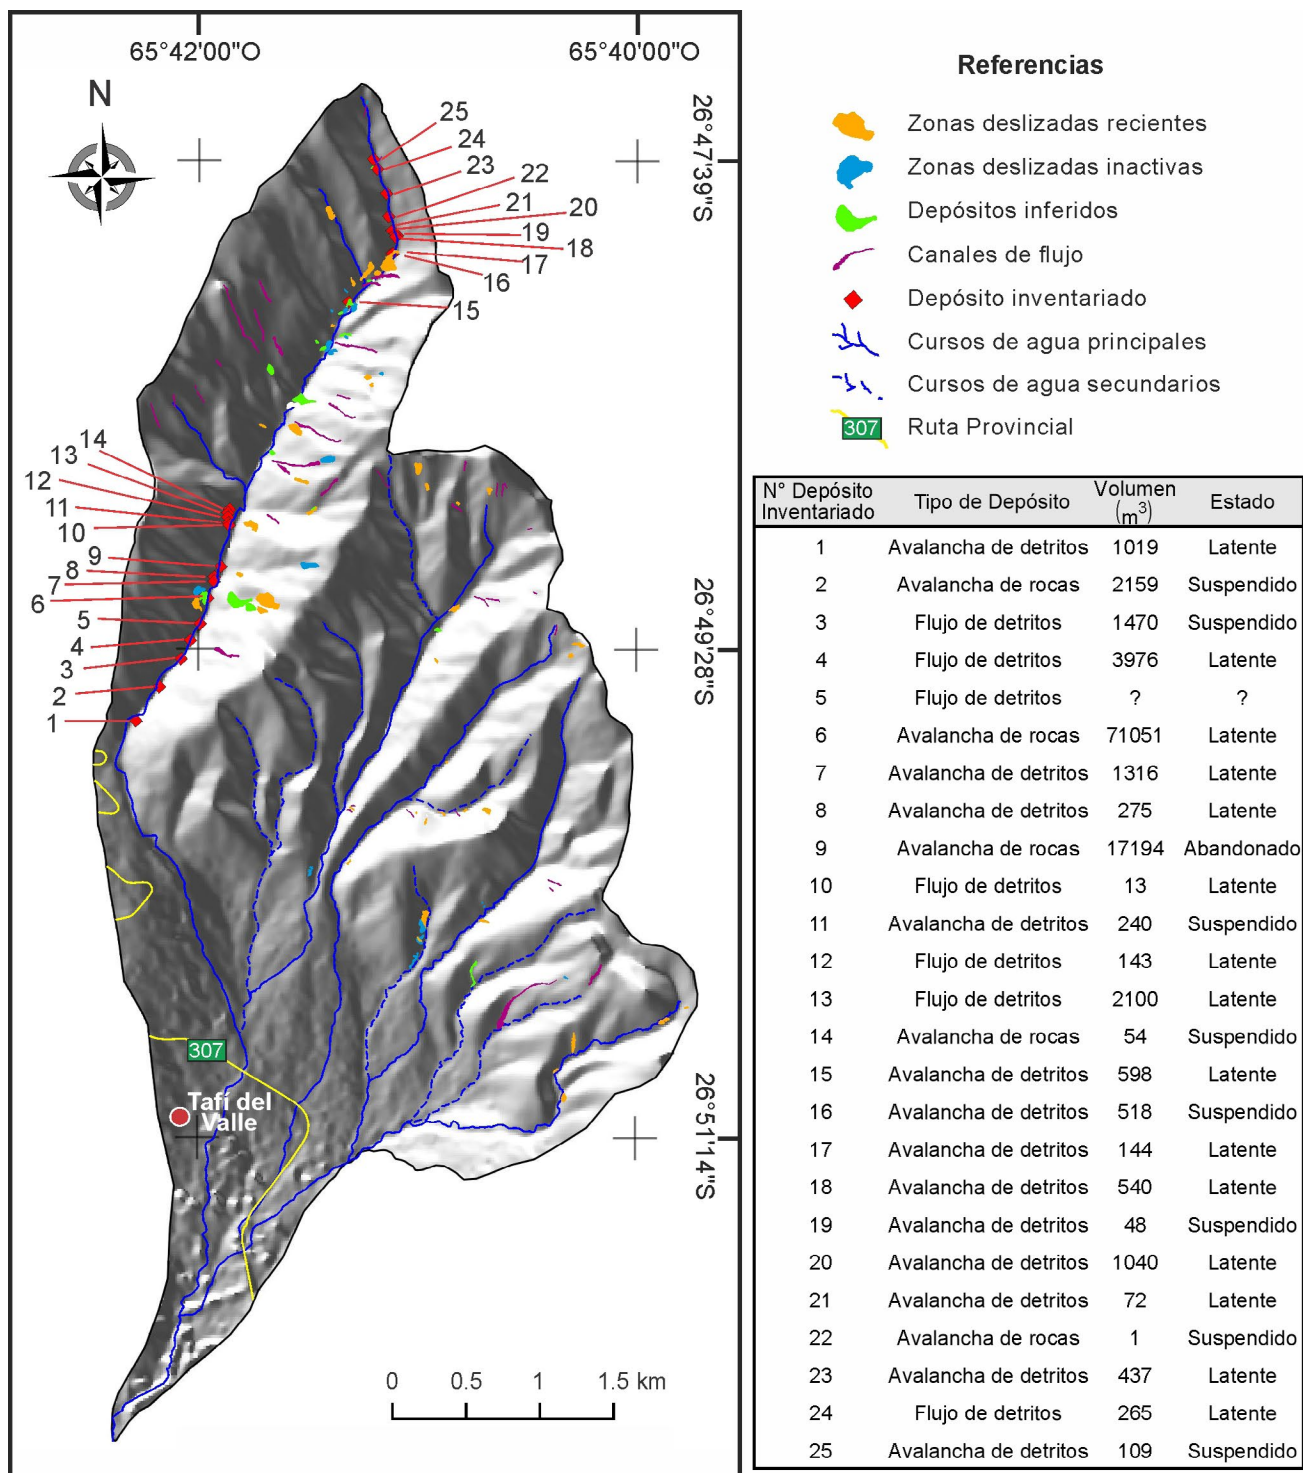 65°42'00"O
65°40'00"O
N
26°47'39"S
26°49'28"S
26°51'14"S
25
24
23
22
21
20
19
18
17
16
15
14
13
12
11
10
9
8
7
6
5
4
3
2
1
307
Tafí del
Valle
0 0.5 1 1.5 km
Referencias
Zonas deslizadas recientes
Zonas deslizadas inactivas
Depósitos inferidos
Canales de flujo
Depósito inventariado
Cursos de agua principales
Cursos de agua secundarios
307 Ruta Provincial
N° Depósito Inventariado Tipo de Depósito Volumen (m³) Estado
1 Avalancha de detritos 1019 Latente
2 Avalancha de rocas 2159 Suspendido
3 Flujo de detritos 1470 Suspendido
4 Flujo de detritos 3976 Latente
5 Flujo de detritos ? ?
6 Avalancha de rocas 71051 Latente
7 Avalancha de detritos 1316 Latente
8 Avalancha de detritos 275 Latente
9 Avalancha de rocas 17194 Abandonado
10 Flujo de detritos 13 Latente
11 Avalancha de detritos 240 Suspendido
12 Flujo de detritos 143 Latente
13 Flujo de detritos 2100 Latente
14 Avalancha de rocas 54 Suspendido
15 Avalancha de detritos 598 Latente
16 Avalancha de detritos 518 Suspendido
17 Avalancha de detritos 144 Latente
18 Avalancha de detritos 540 Latente
19 Avalancha de detritos 48 Suspendido
20 Avalancha de detritos 1040 Latente
21 Avalancha de detritos 72 Latente
22 Avalancha de rocas 1 Suspendido
23 Avalancha de detritos 437 Latente
24 Flujo de detritos 265 Latente
25 Avalancha de detritos 109 Suspendido